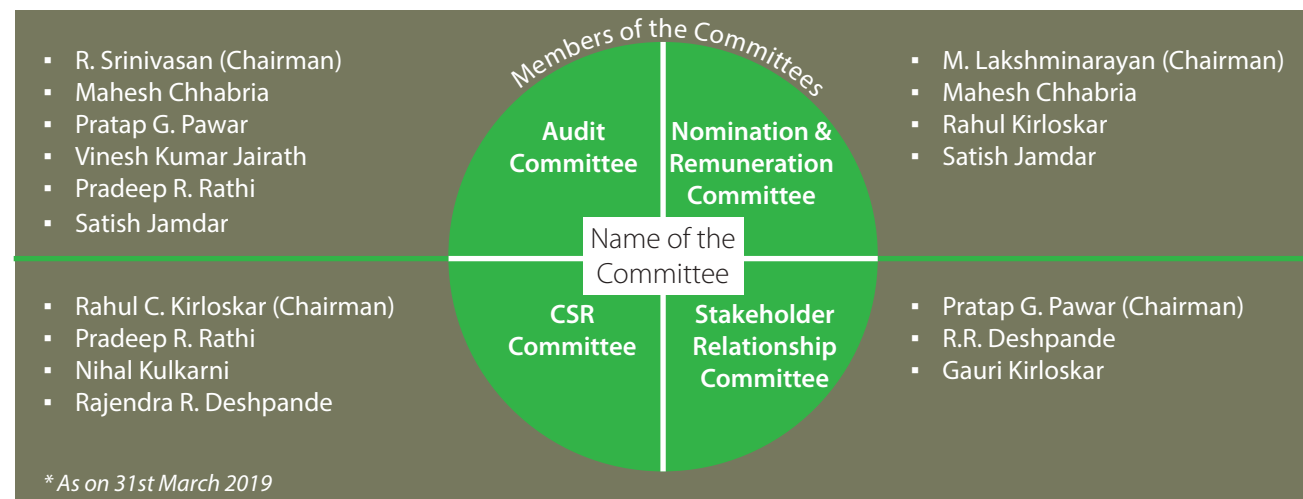 Members of the Committees
▪ R. Srinivasan (Chairman)
▪ Mahesh Chhabria
▪ Pratap G. Pawar
▪ Vinesh Kumar Jairath
▪ Pradeep R. Rathi
▪ Satish Jamdar
Audit
Committee
Nomination &
Remuneration
Committee
▪ M. Lakshminarayan (Chairman)
▪ Mahesh Chhabria
▪ Rahul Kirloskar
▪ Satish Jamdar
Name of the
Committee
▪ Rahul C. Kirloskar (Chairman)
▪ Pradeep R. Rathi
▪ Nihal Kulkarni
▪ Rajendra R. Deshpande
CSR
Committee
Stakeholder
Relationship
Committee
▪ Pratap G. Pawar (Chairman)
▪ R.R. Deshpande
▪ Gauri Kirloskar
* As on 31st March 2019